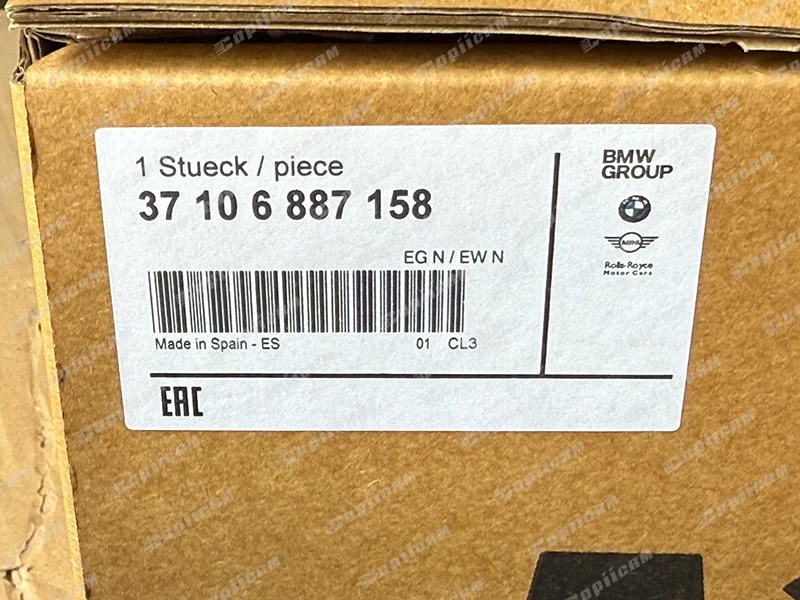 1 Stueck / piece
37 10 6 887 158
EG N / EW N
Made in Spain - ES
01 CL3
EAC
BMW
GROUP
MINI
Rolls-Royce
Motor Cars
Copiicam